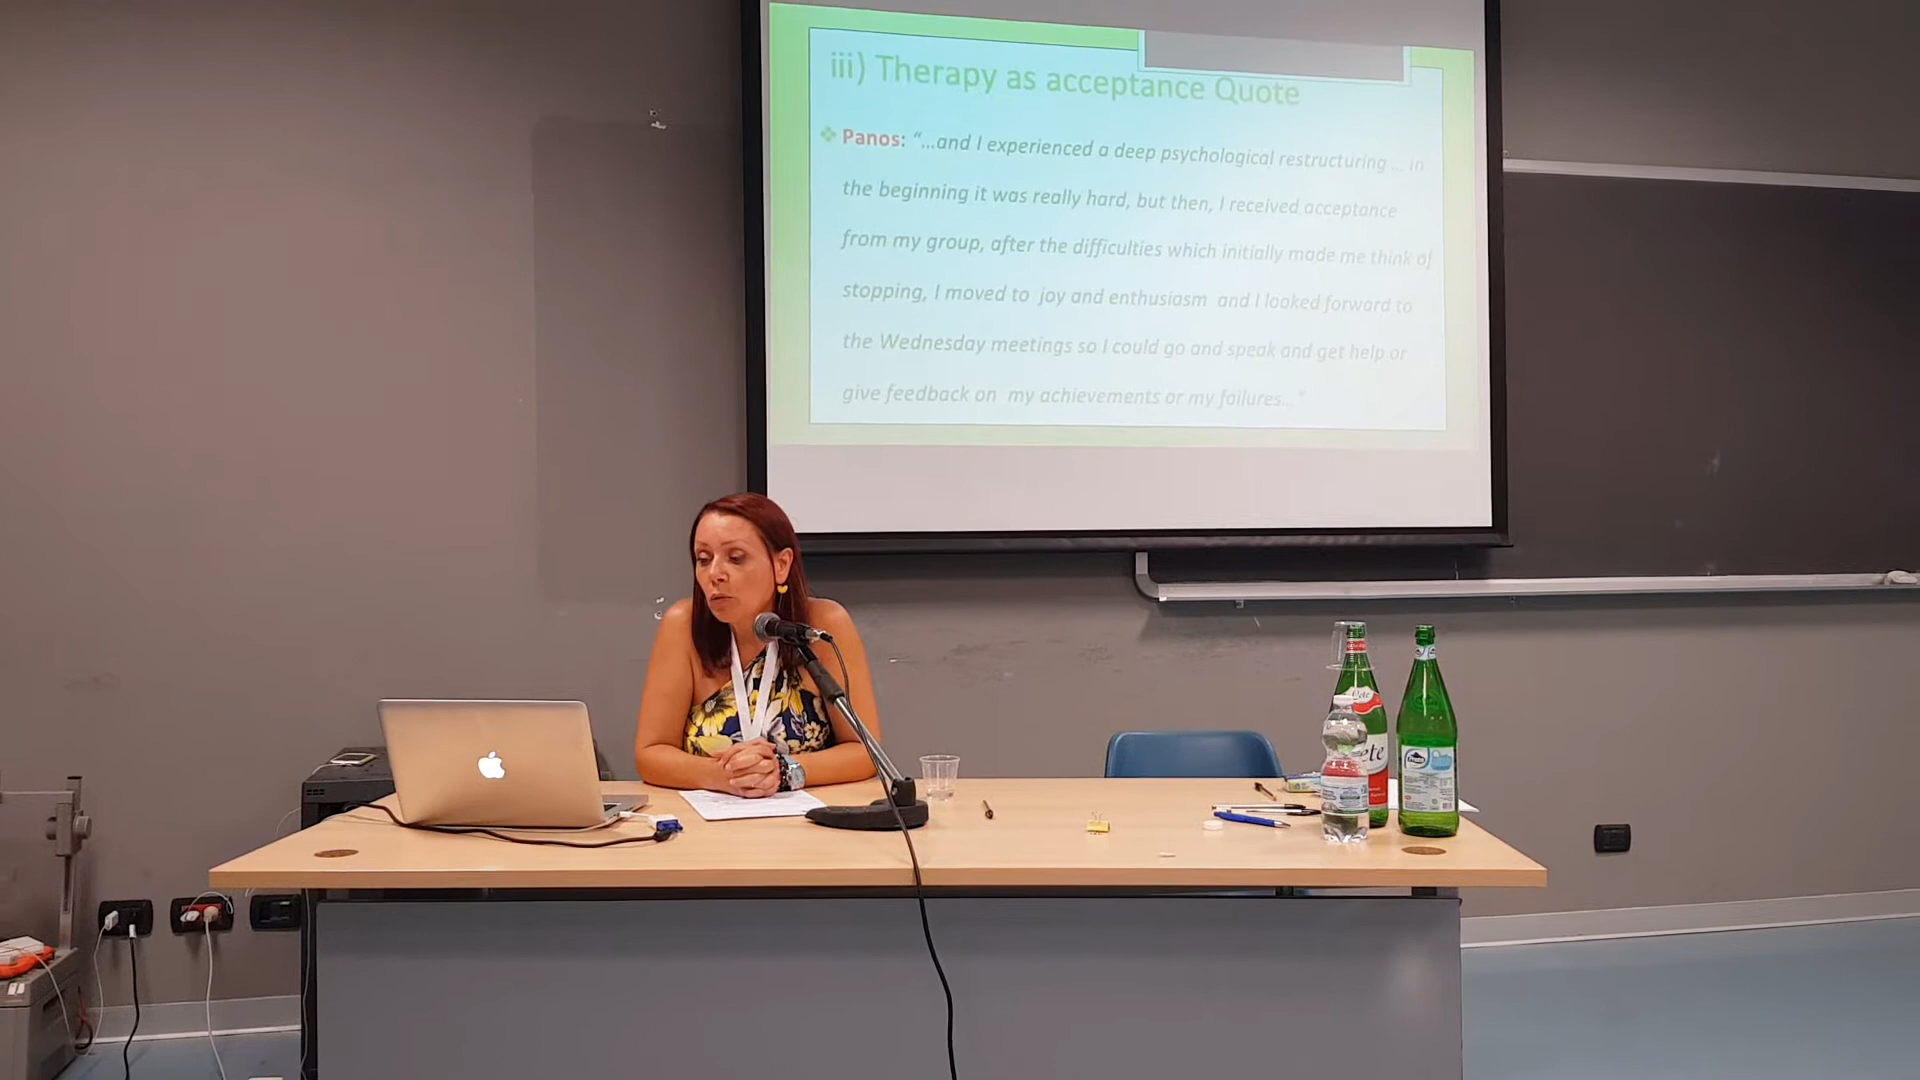 iii) Therapy as acceptance Quote
Panos: “...and I experienced a deep psychological restructuring ... in
the beginning it was really hard, but then, I received acceptance
from my group, after the difficulties which initially made me think of
stopping, I moved to joy and enthusiasm and I looked forward to
the Wednesday meetings so I could go and speak and get help or
give feedback on my achievements or my failures...”